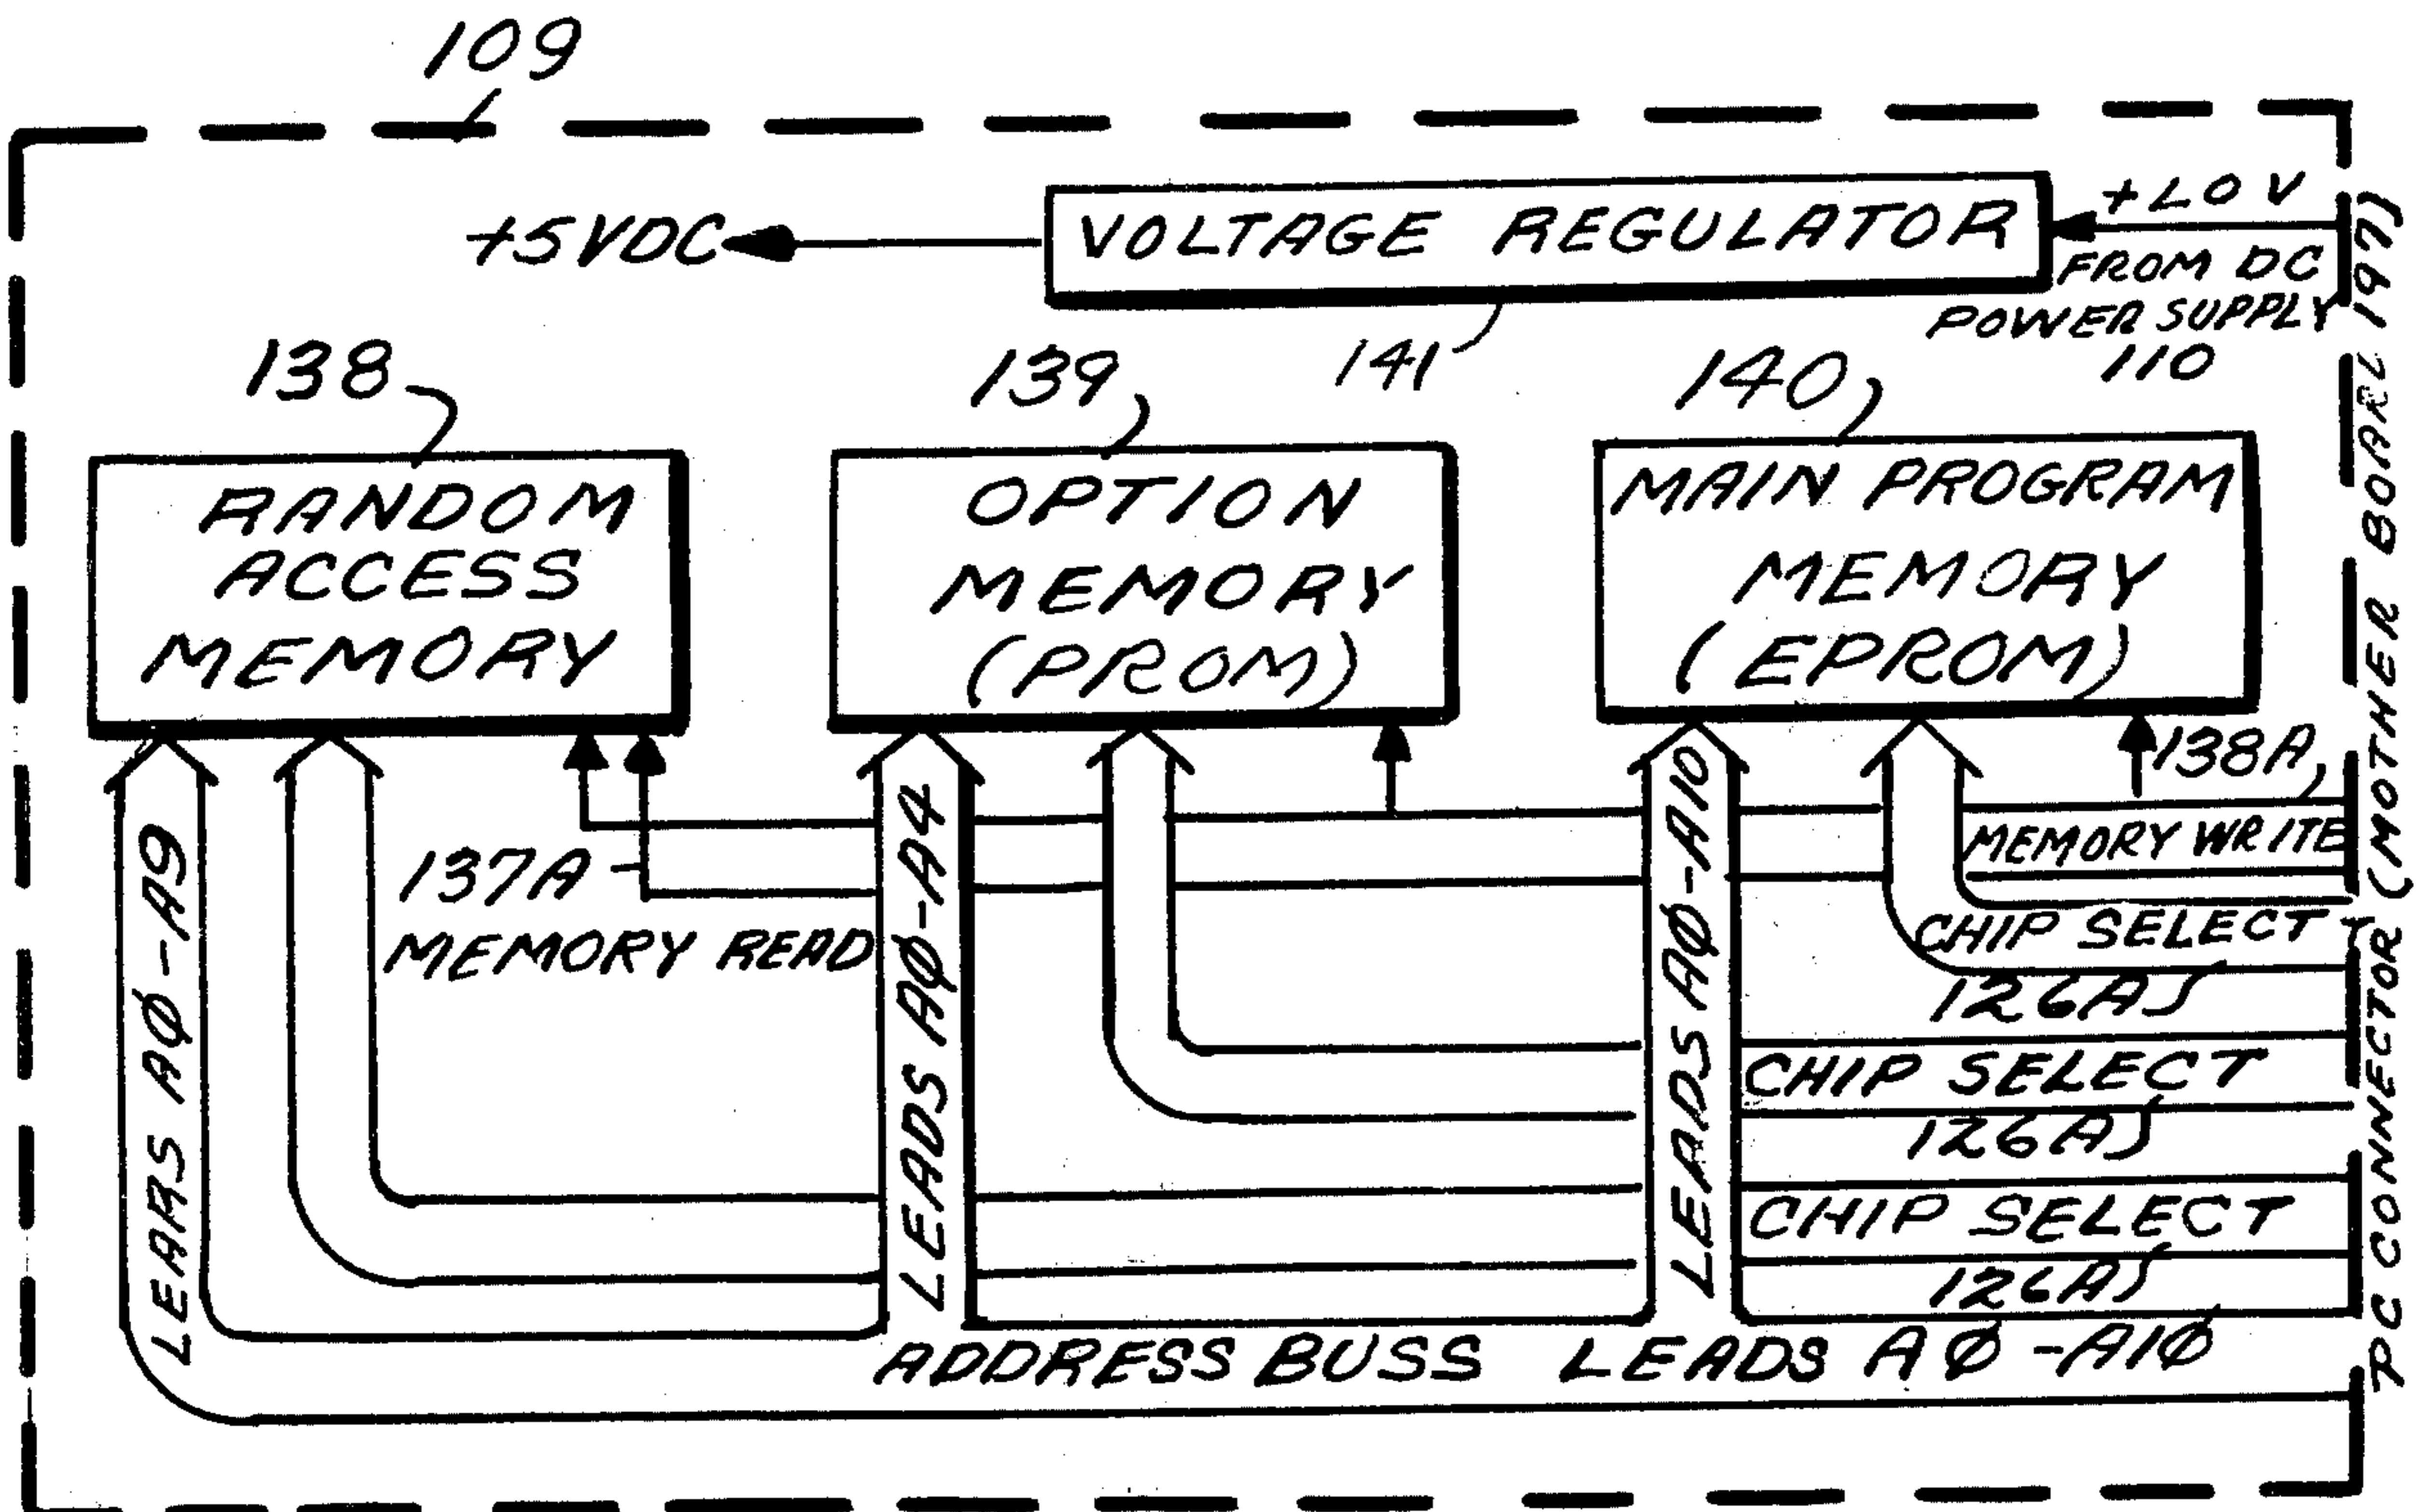 109
+5VDC
VOLTAGE REGULATOR
+LOV
FROM DC
POWER SUPPLY
110
141
138
139
140
RANDOM
ACCESS
MEMORY
OPTION
MEMORY
(PROM)
MAIN PROGRAM
MEMORY
(EPROM)
138A
MEMORY WRITE
137A
MEMORY READ
CHIP SELECT
126A
CHIP SELECT
126A
CHIP SELECT
126A
LEARS AØ-A9
LEADS AØ-A4
LEADS AØ-A10
ADDRESS BUSS LEADS AØ-A1Ø
PC CONNECTOR (MOTHER BOARD 197)